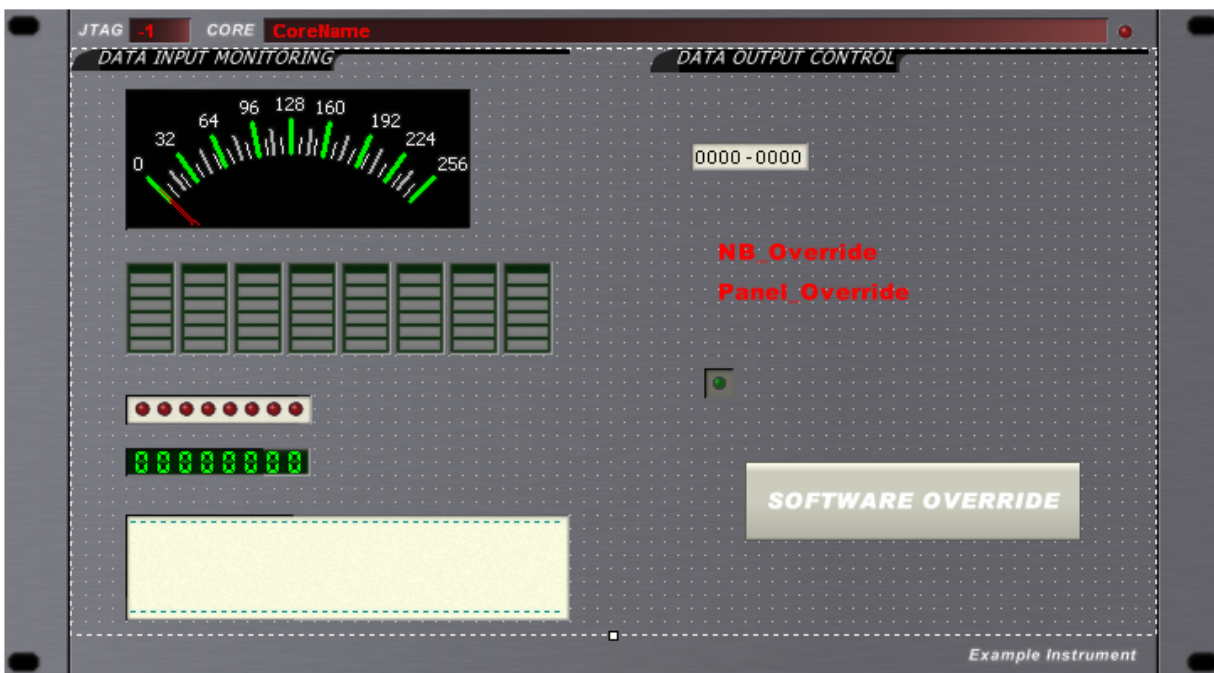 JTAG -1 CORE CoreName
DATA INPUT MONITORING
DATA OUTPUT CONTROL
0 32 64 96 128 160 192 224 256
0000-0000
NB_Override
Panel_Override
00000000
SOFTWARE OVERRIDE
Example Instrument